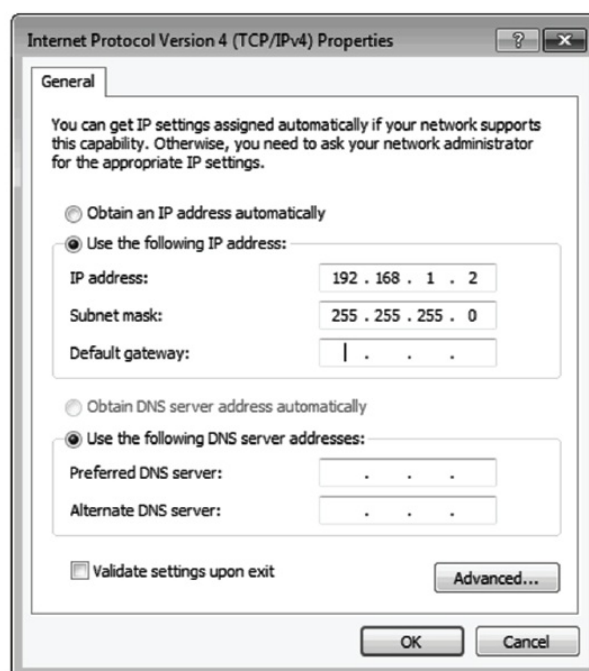 Internet Protocol Version 4 (TCP/IPv4) Properties
?
General
You can get IP settings assigned automatically if your network supports
this capability. Otherwise, you need to ask your network administrator
for the appropriate IP settings.
Obtain an IP address automatically
Use the following IP address:
IP address: 192 . 168 . 1 . 2
Subnet mask: 255 . 255 . 255 . 0
Default gateway: . . .
Obtain DNS server address automatically
Use the following DNS server addresses:
Preferred DNS server: . . .
Alternate DNS server: . . .
Validate settings upon exit
Advanced...
OK Cancel